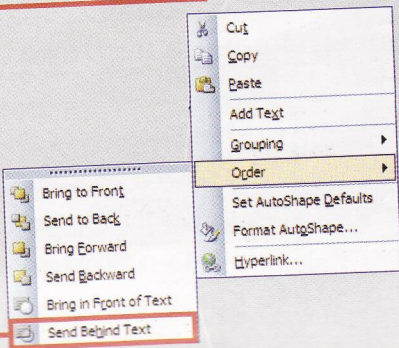 Cut
Copy
Paste
Add Text
Grouping
Order
Set AutoShape Defaults
Format AutoShape...
Hyperlink...
Bring to Front
Send to Back
Bring Forward
Send Backward
Bring in Front of Text
Send Behind Text